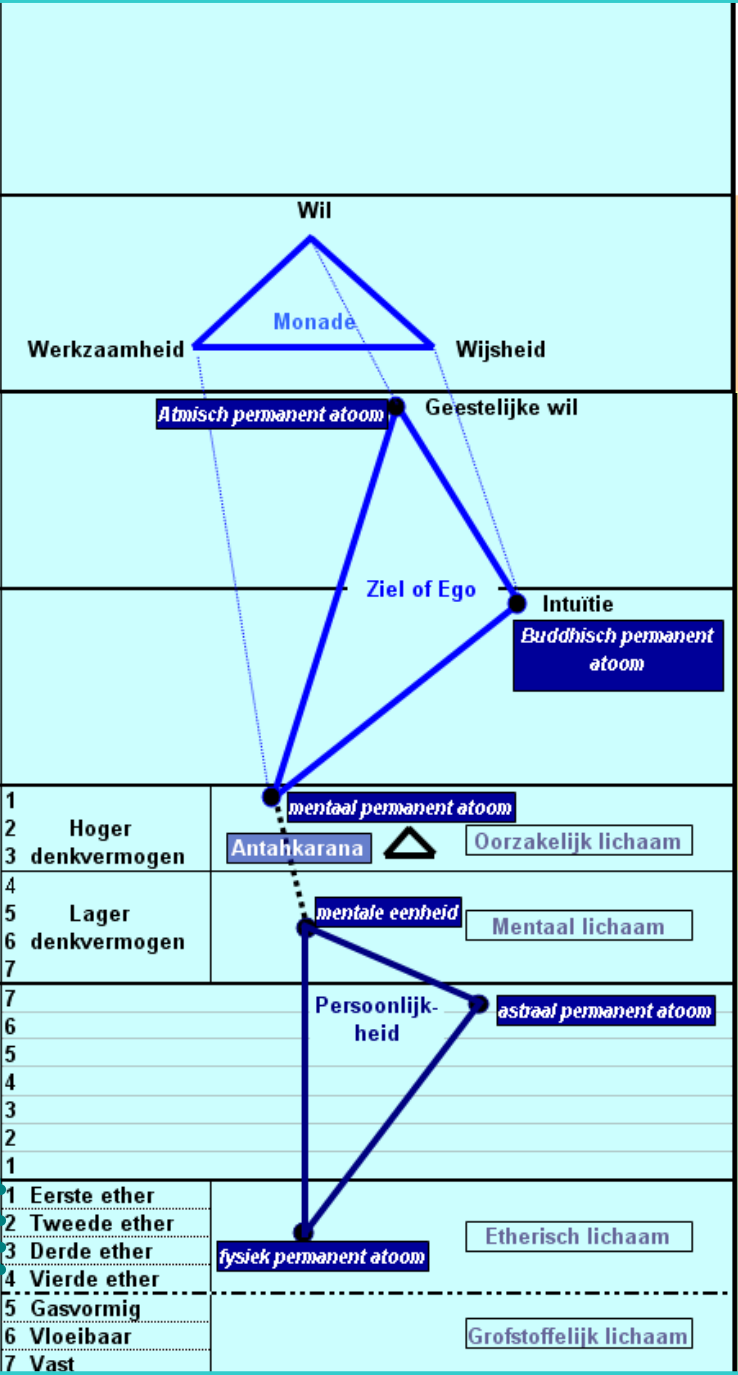 Wil
Monade
Werkzaamheid
Wijsheid
Atmisch permanent atoom
Geestelijke wil
Ziel of Ego
Intuïtie
Buddhisch permanent
atoom
1
mentaal permanent atoom
2 Hoger
3 denkvermogen
Antahkarana
Oorzakelijk lichaam
4
5 Lager
6 denkvermogen
7
mentale eenheid
Mentaal lichaam
7
Persoonlijk-
heid
astraal permanent atoom
6
5
4
3
2
1
1 Eerste ether
2 Tweede ether
3 Derde ether
4 Vierde ether
fysiek permanent atoom
Etherisch lichaam
5 Gasvormig
6 Vloeibaar
7 Vast
Grofstoffelijk lichaam